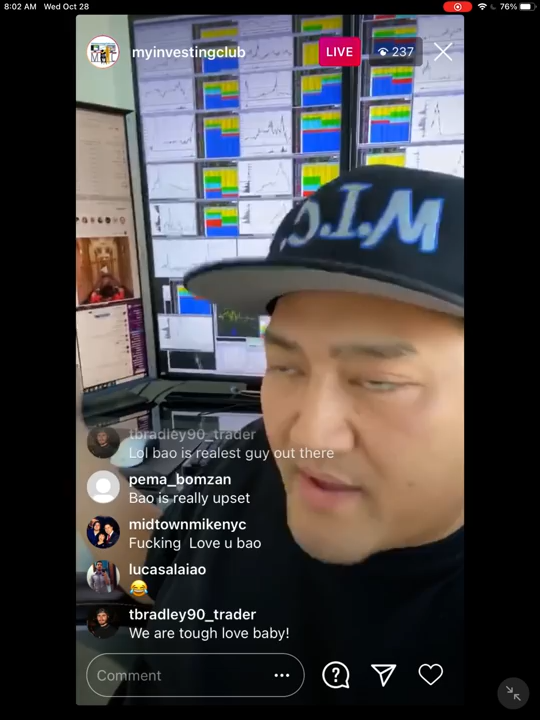 8:02 AM Wed Oct 28
76%
myinvestingclub
LIVE
237
M.I.C.
tbradley90_trader
Lol bao is realest guy out there
pema_bomzan
Bao is really upset
midtownmikenyc
Fucking Love u bao
lucasalaiao
😂
tbradley90_trader
We are tough love baby!
Comment